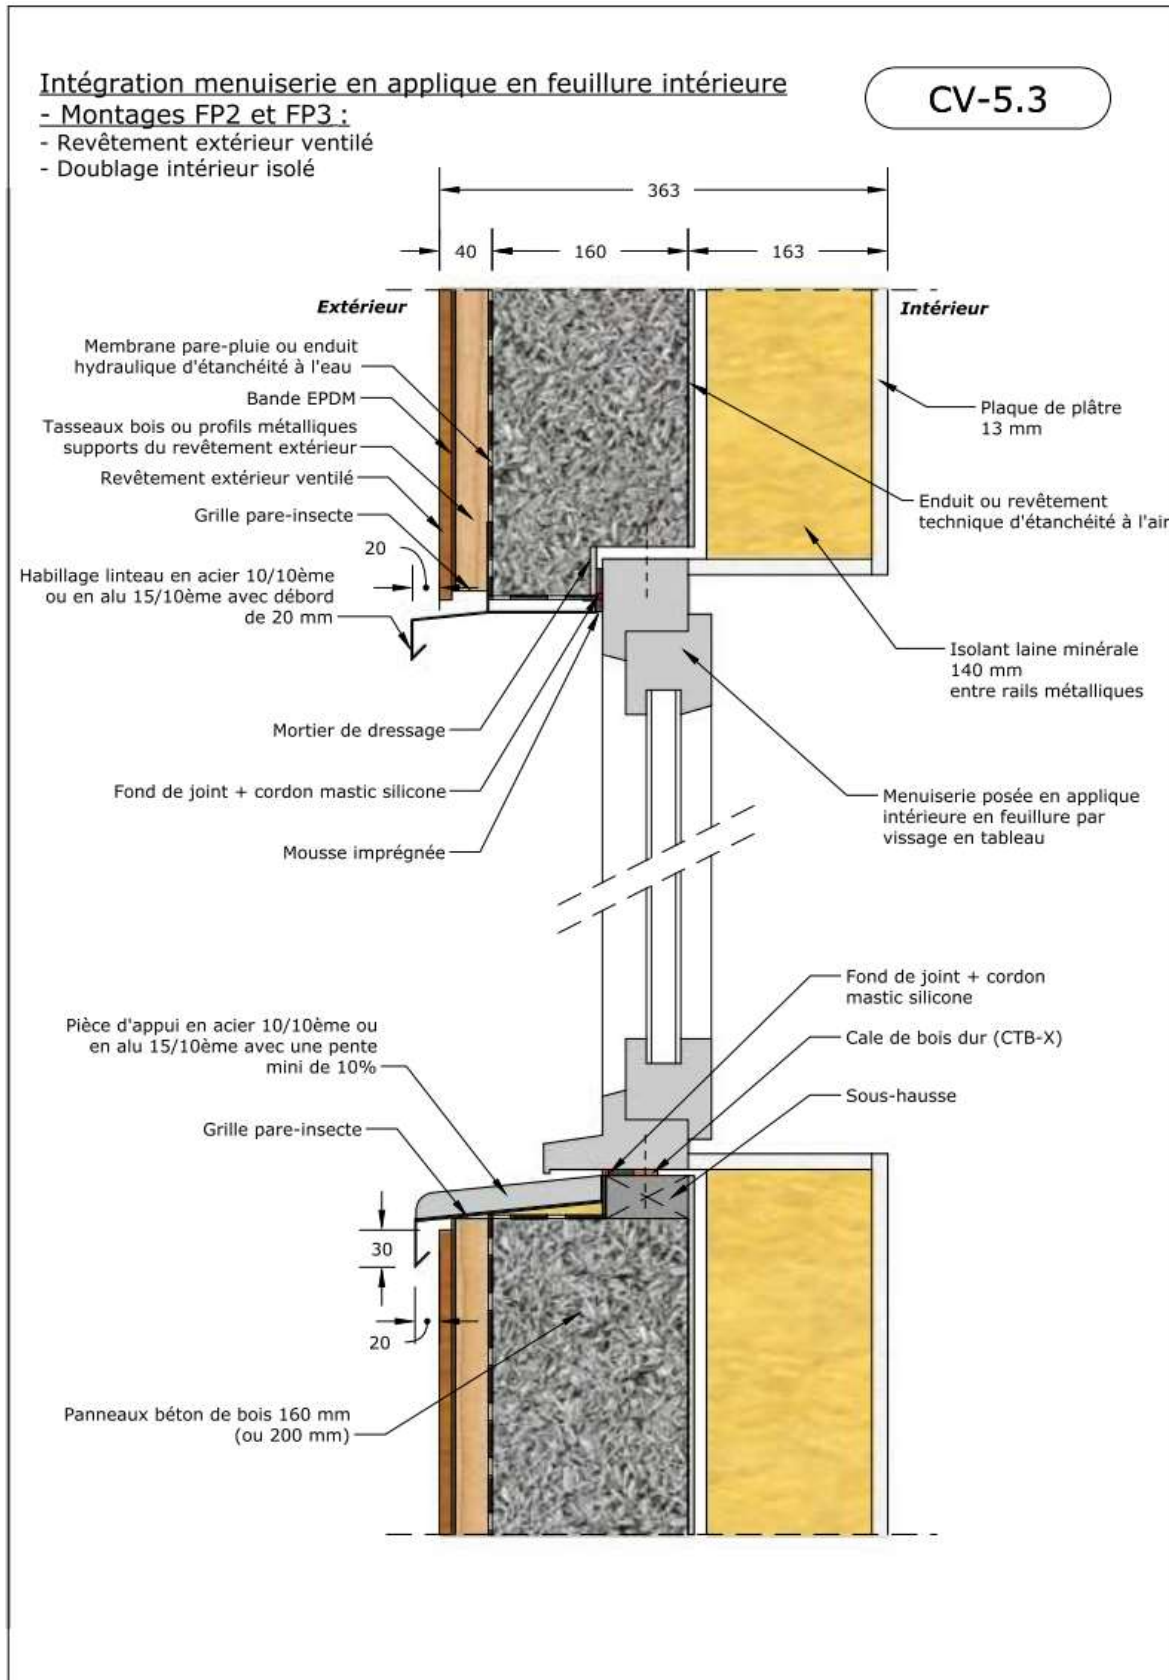 Intégration menuiserie en applique en feuillure intérieure
- Montages FP2 et FP3 :
- Revêtement extérieur ventilé
- Doublage intérieur isolé
CV-5.3
363
40
160
163
Extérieur
Intérieur
Membrane pare-pluie ou enduit
hydraulique d'étanchéité à l'eau
Bande EPDM
Tasseaux bois ou profils métalliques
supports du revêtement extérieur
Revêtement extérieur ventilé
Grille pare-insecte
20
Habillage linteau en acier 10/10ème
ou en alu 15/10ème avec débord
de 20 mm
Plaque de plâtre
13 mm
Enduit ou revêtement
technique d'étanchéité à l'air
Isolant laine minérale
140 mm
entre rails métalliques
Mortier de dressage
Fond de joint + cordon mastic silicone
Mousse imprégnée
Menuiserie posée en applique
intérieure en feuillure par
vissage en tableau
Fond de joint + cordon
mastic silicone
Cale de bois dur (CTB-X)
Sous-hausse
Pièce d'appui en acier 10/10ème ou
en alu 15/10ème avec une pente
mini de 10%
Grille pare-insecte
30
20
Panneaux béton de bois 160 mm
(ou 200 mm)